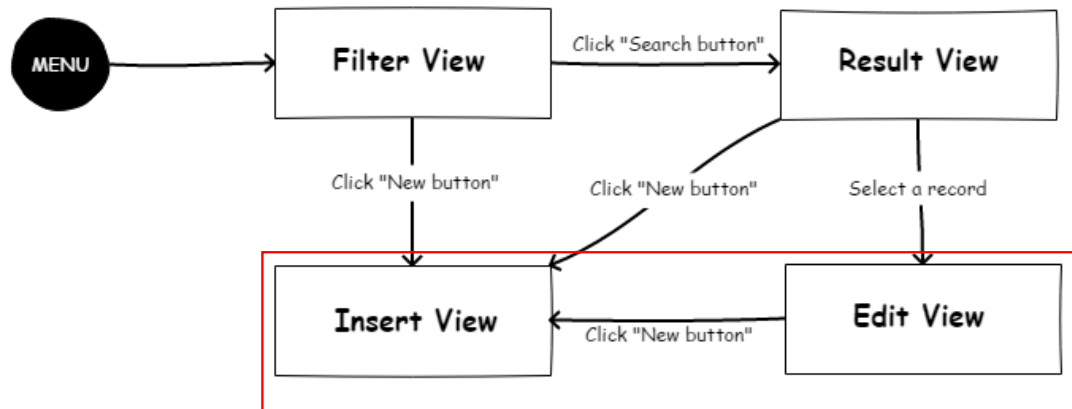 MENU
Filter View
Click "Search button"
Result View
Click "New button"
Click "New button"
Select a record
Insert View
Click "New button"
Edit View